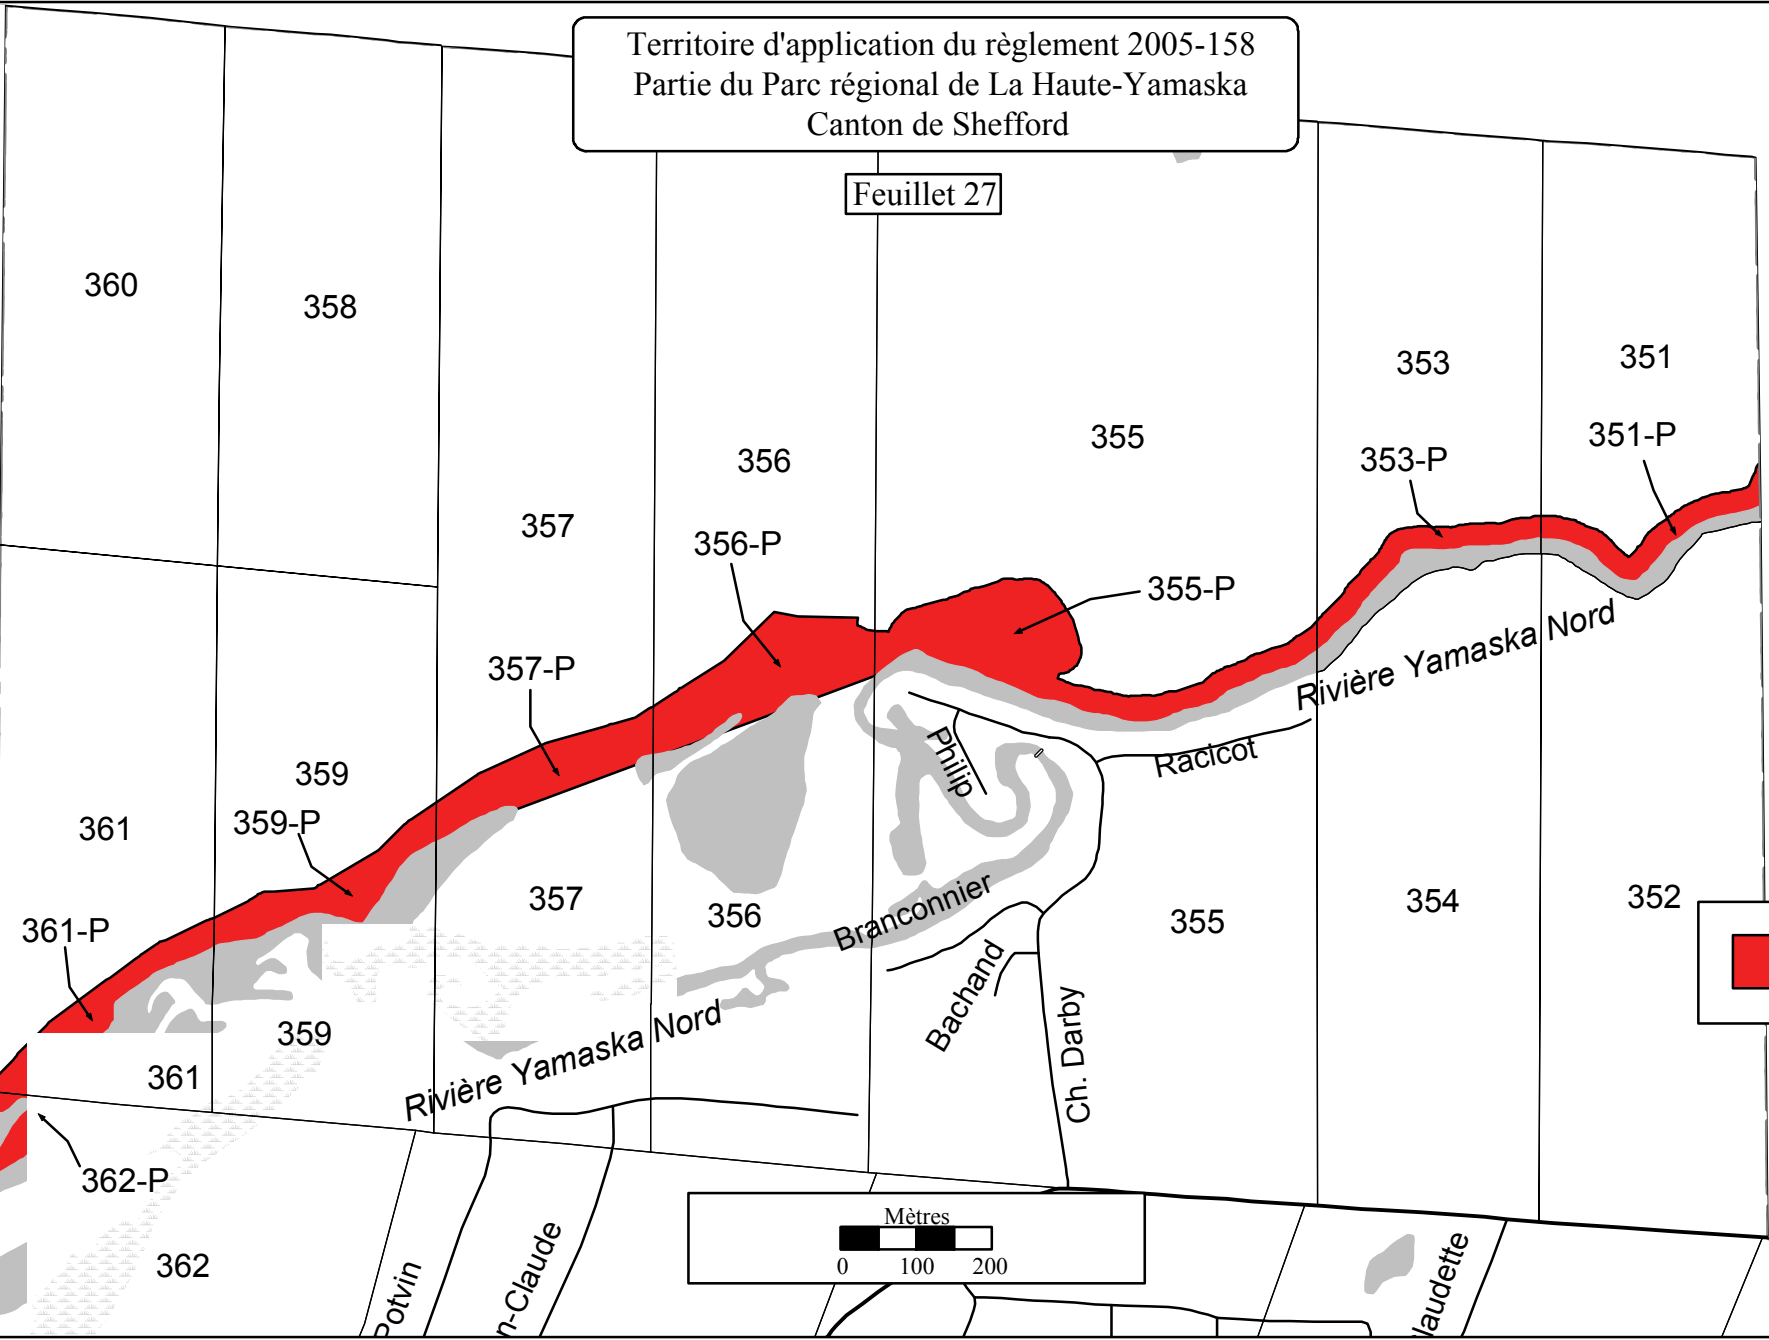 Territoire d'application du règlement 2005-158
Partie du Parc régional de La Haute-Yamaska
Canton de Shefford
Feuillet 27
360
358
353
351
355
351-P
353-P
356
357
356-P
355-P
Rivière Yamaska Nord
357-P
Philip
Racicot
359
359-P
361
357
356
Branconnier
355
354
352
361-P
Bachand
Ch. Darby
359
Rivière Yamaska Nord
361
362-P
362
Potvin
n-Claude
Mètres
0 100 200
laudette